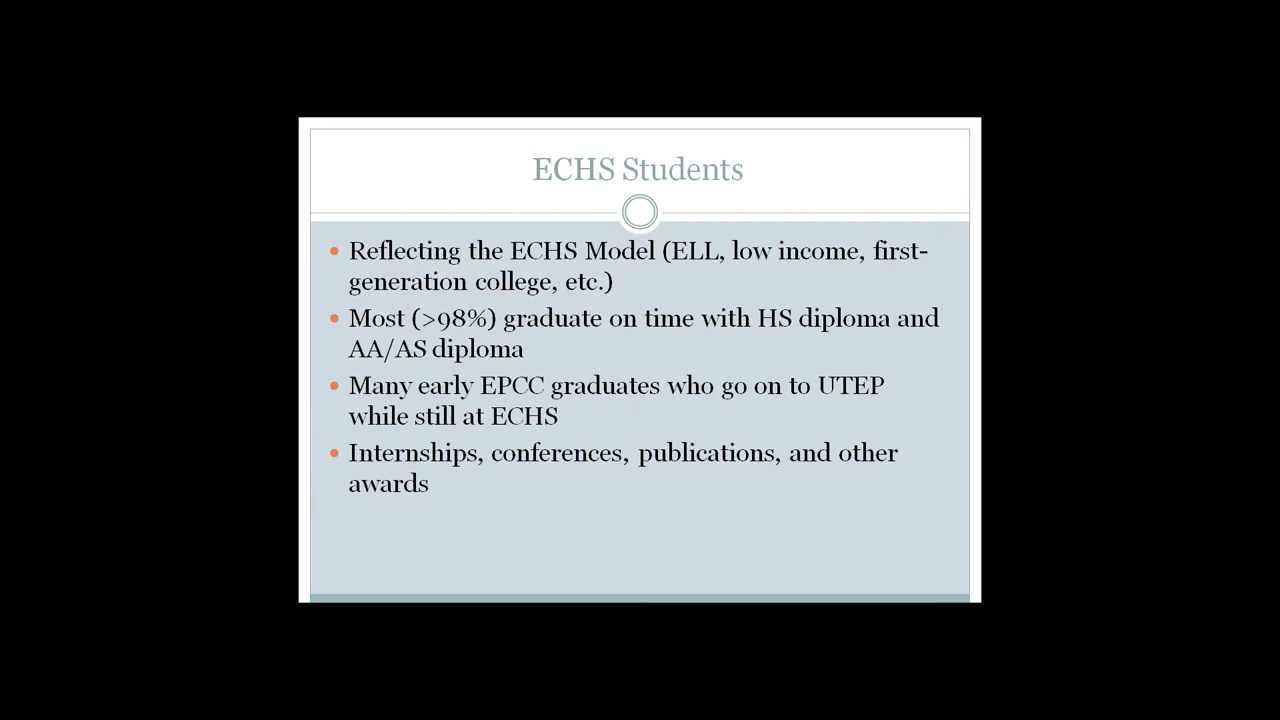 ECHS Students
• Reflecting the ECHS Model (ELL, low income, first-
generation college, etc.)
• Most (>98%) graduate on time with HS diploma and
AA/AS diploma
• Many early EPCC graduates who go on to UTEP
while still at ECHS
• Internships, conferences, publications, and other
awards